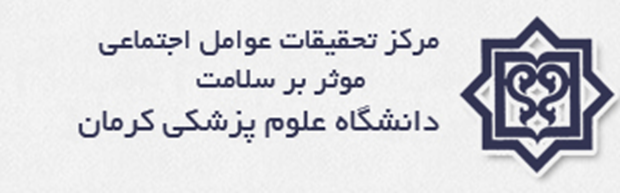 مرکز تحقیقات عوامل اجتماعی
موثر بر سلامت
دانشگاه علوم پزشکی کرمان